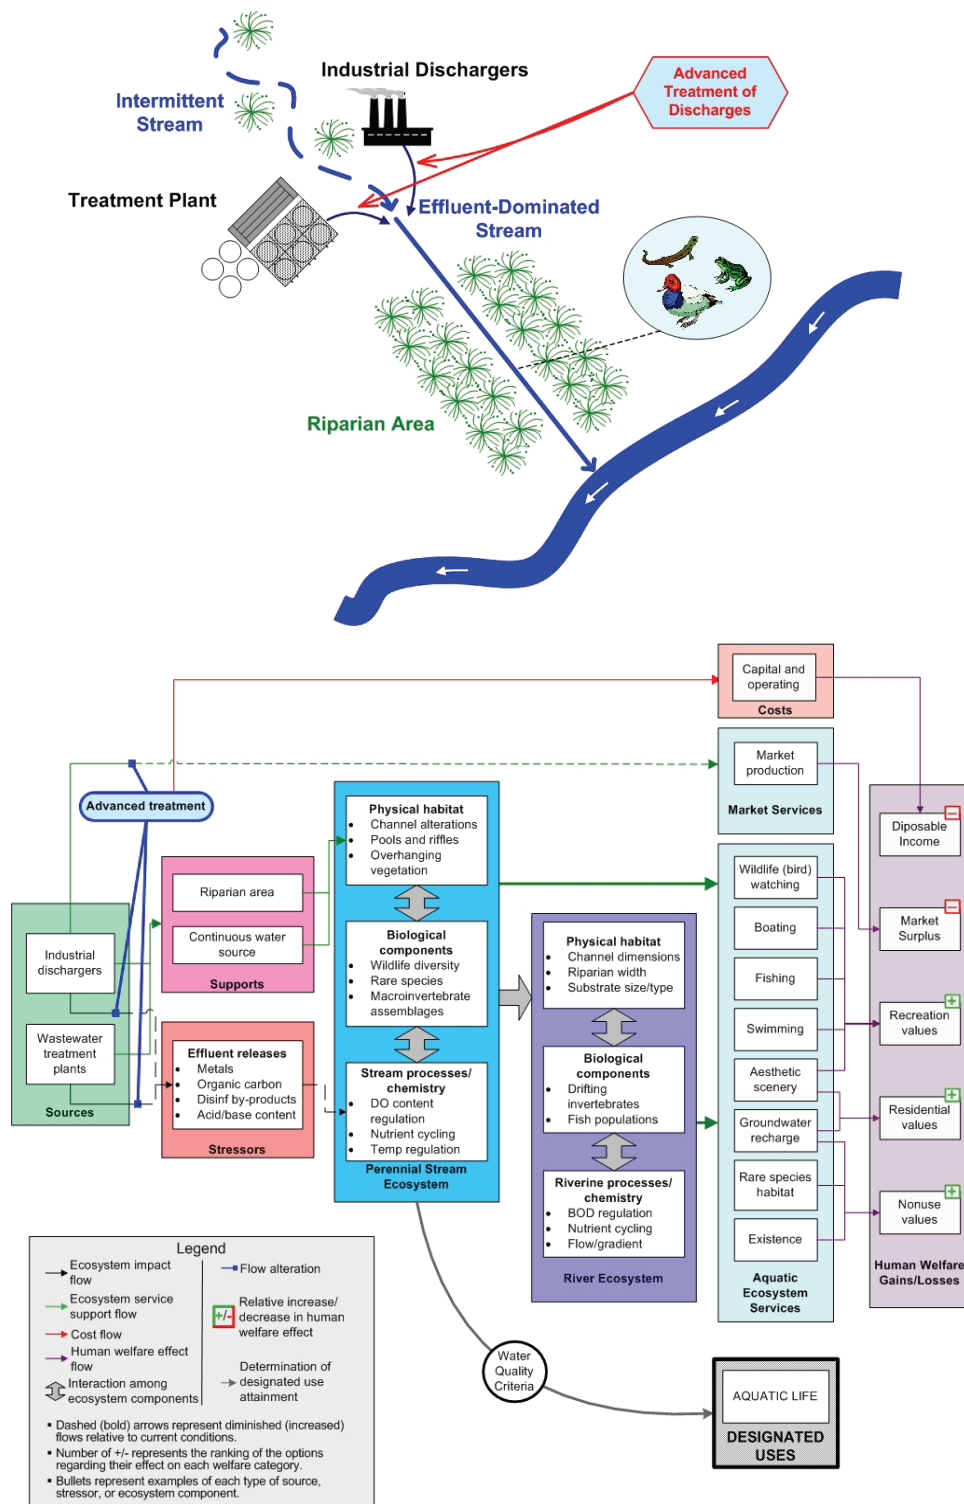 Industrial Dischargers
Advanced
Treatment of
Discharges
Intermittent
Stream
Treatment Plant
Effluent-Dominated
Stream
Riparian Area
Capital and
operating
Costs
Market
production
Market Services
Advanced treatment
Physical habitat
• Channel alterations
• Pools and riffles
• Overhanging
vegetation
Diposable
Income
Riparian area
Continuous water
source
Supports
Wildlife (bird)
watching
Boating
Market
Surplus
Industrial
dischargers
Wastewater
treatment
plants
Sources
Biological
components
• Wildlife diversity
• Rare species
• Macroinvertebrate
assemblages
Physical habitat
• Channel dimensions
• Riparian width
• Substrate size/type
Fishing
Swimming
Recreation
values
Effluent releases
• Metals
• Organic carbon
• Disinf by-products
• Acid/base content
Stressors
Stream processes/
chemistry
• DO content
regulation
• Nutrient cycling
• Temp regulation
Perennial Stream
Ecosystem
Biological
components
• Drifting
invertebrates
• Fish populations
Aesthetic
scenery
Groundwater
recharge
Residential
values
Riverine processes/
chemistry
• BOD regulation
• Nutrient cycling
• Flow/gradient
River Ecosystem
Rare species
habitat
Existence
Aquatic
Ecosystem
Services
Nonuse
values
Human Welfare
Gains/Losses
Legend
Ecosystem impact
flow
Ecosystem service
support flow
Cost flow
Human welfare effect
flow
Interaction among
ecosystem components
Flow alteration
+/-
Relative increase/
decrease in human
welfare effect
Determination of
designated use
attainment
▪ Dashed (bold) arrows represent diminished (increased)
flows relative to current conditions.
▪ Number of +/- represents the ranking of the options
regarding their effect on each welfare category.
▪ Bullets represent examples of each type of source,
stressor, or ecosystem component.
Water
Quality
Criteria
AQUATIC LIFE
DESIGNATED
USES